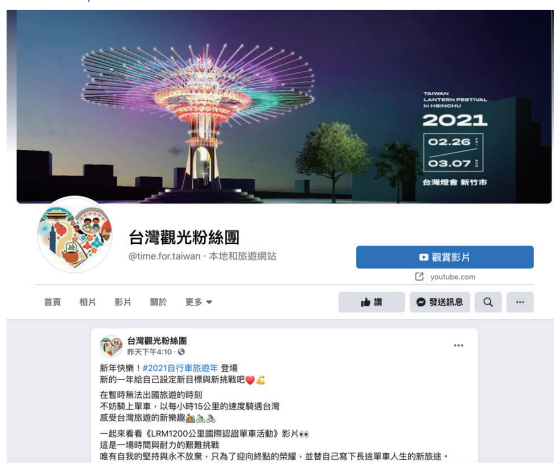 TAIWAN
LANTERN FESTIVAL
in HSINCHU
2021
02.26
03.07
台灣燈會 新竹市
台灣觀光粉絲團
@time.for.taiwan · 本地和旅遊網站
觀賞影片
youtube.com
首頁 相片 影片 關於 更多
讚 發送訊息
台灣觀光粉絲團
昨天下午4:10 ·
新年快樂！#2021自行車旅遊年 登場
新的一年給自己設定新目標與新挑戰吧❤️💪
在暫時無法出國旅遊的時刻
不妨騎上單車，以每小時15公里的速度騎遇台灣
感受台灣旅遊的新樂趣🚵🚴🚴
一起來看看《LRM1200公里國際認證單車活動》影片👀
這是一場時間與耐力的艱難挑戰
唯有自我的堅持與永不放棄，只為了迎向終點的榮耀，並替自己寫下長途單車人生的新旅途。